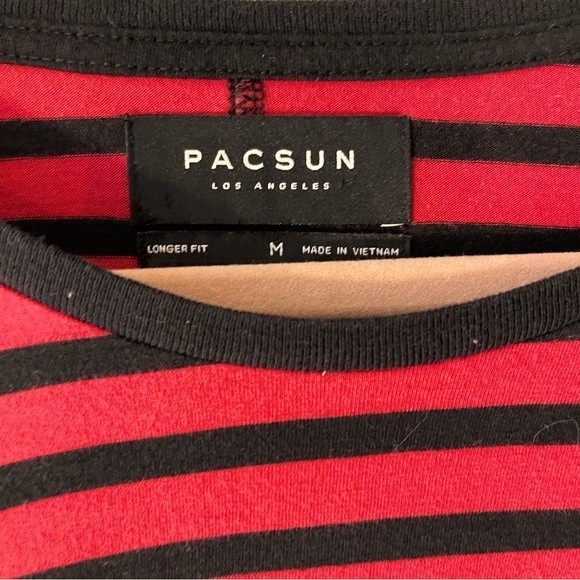 PACSUN
LOS ANGELES
LONGER FIT M MADE IN VIETNAM